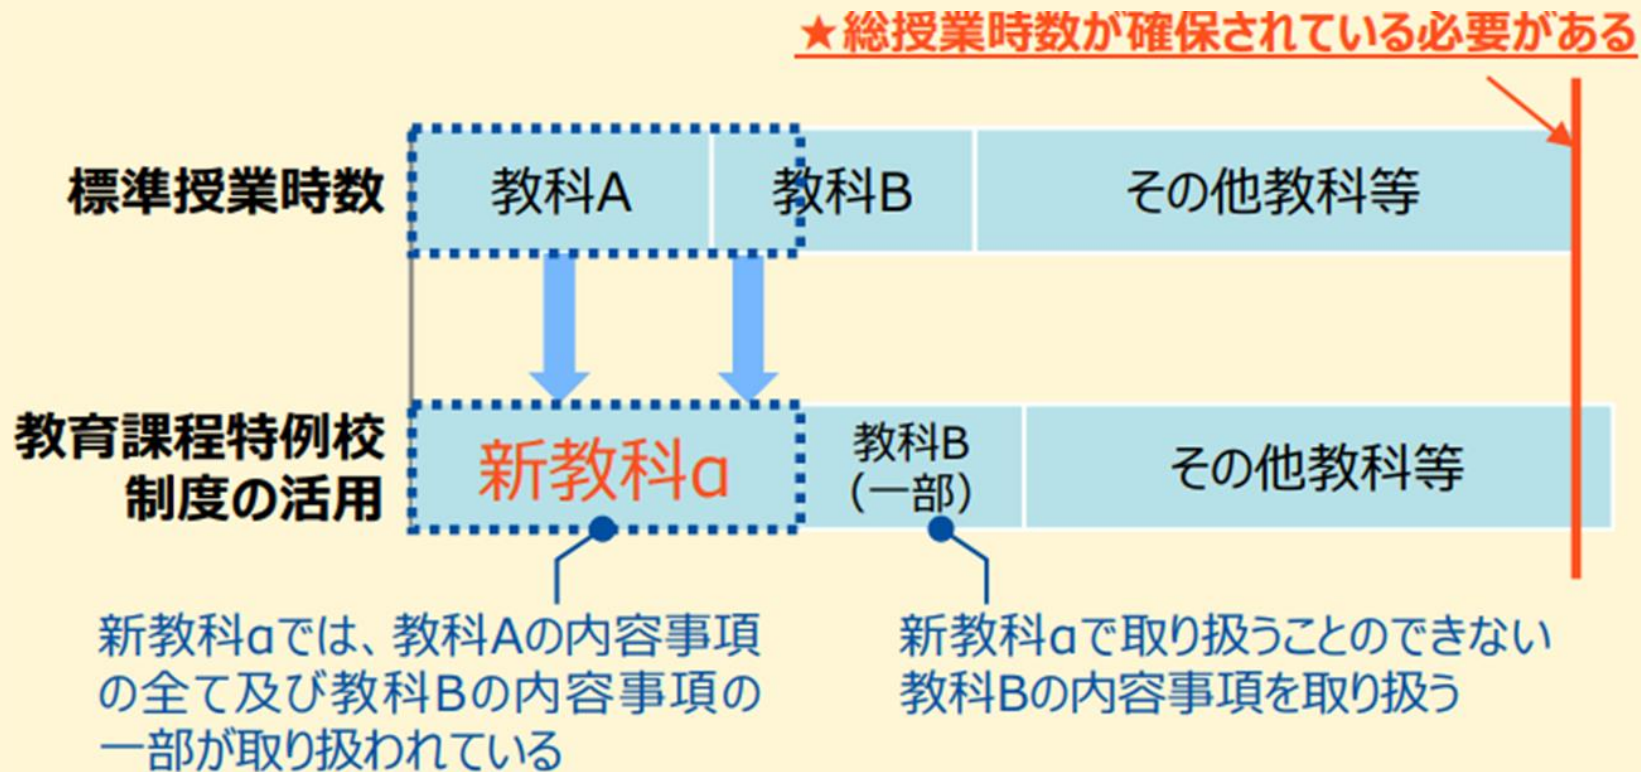 ★総授業時数が確保されている必要がある
標準授業時数
教科A
教科B
その他教科等
教育課程特例校
制度の活用
新教科α
教科B
(一部)
その他教科等
新教科αでは、教科Aの内容事項
の全て及び教科Bの内容事項の
一部が取り扱われている
新教科αで取り扱うことのできない
教科Bの内容事項を取り扱う